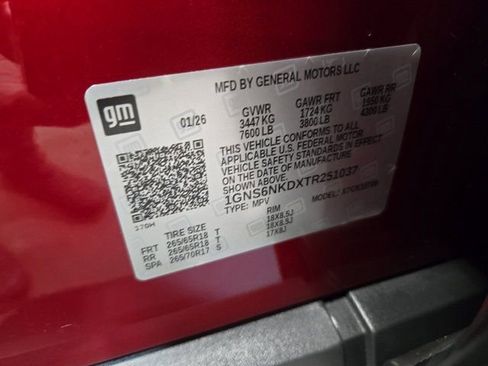 MFD BY GENERAL MOTORS LLC
gm
01/26
GVWR GAWR FRT GAWR RR
3447 KG 1724 KG 1950 KG
7600 LB 3800 LB 4300 LB
THIS VEHICLE CONFORMS TO ALL
APPLICABLE U.S. FEDERAL MOTOR
VEHICLE SAFETY STANDARDS IN EFFECT
ON THE DATE OF MANUFACTURE
SHOWN ABOVE.
1GNS6NKDXTR251037
TYPE: MPV MODEL:
170H
TIRE SIZE RIM
FRT 265/65R18 T 18X8.5J
RR 265/65R18 T 18X8.5J
SPA 265/70R17 S 17X8J